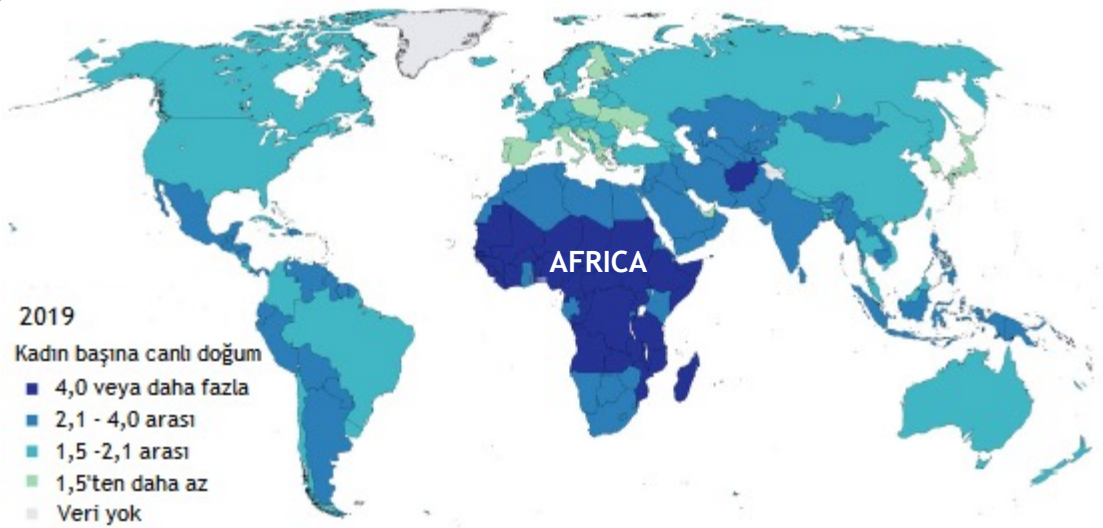 AFRICA
2019
Kadın başına canlı doğum
4,0 veya daha fazla
2,1 - 4,0 arası
1,5 -2,1 arası
1,5'ten daha az
Veri yok